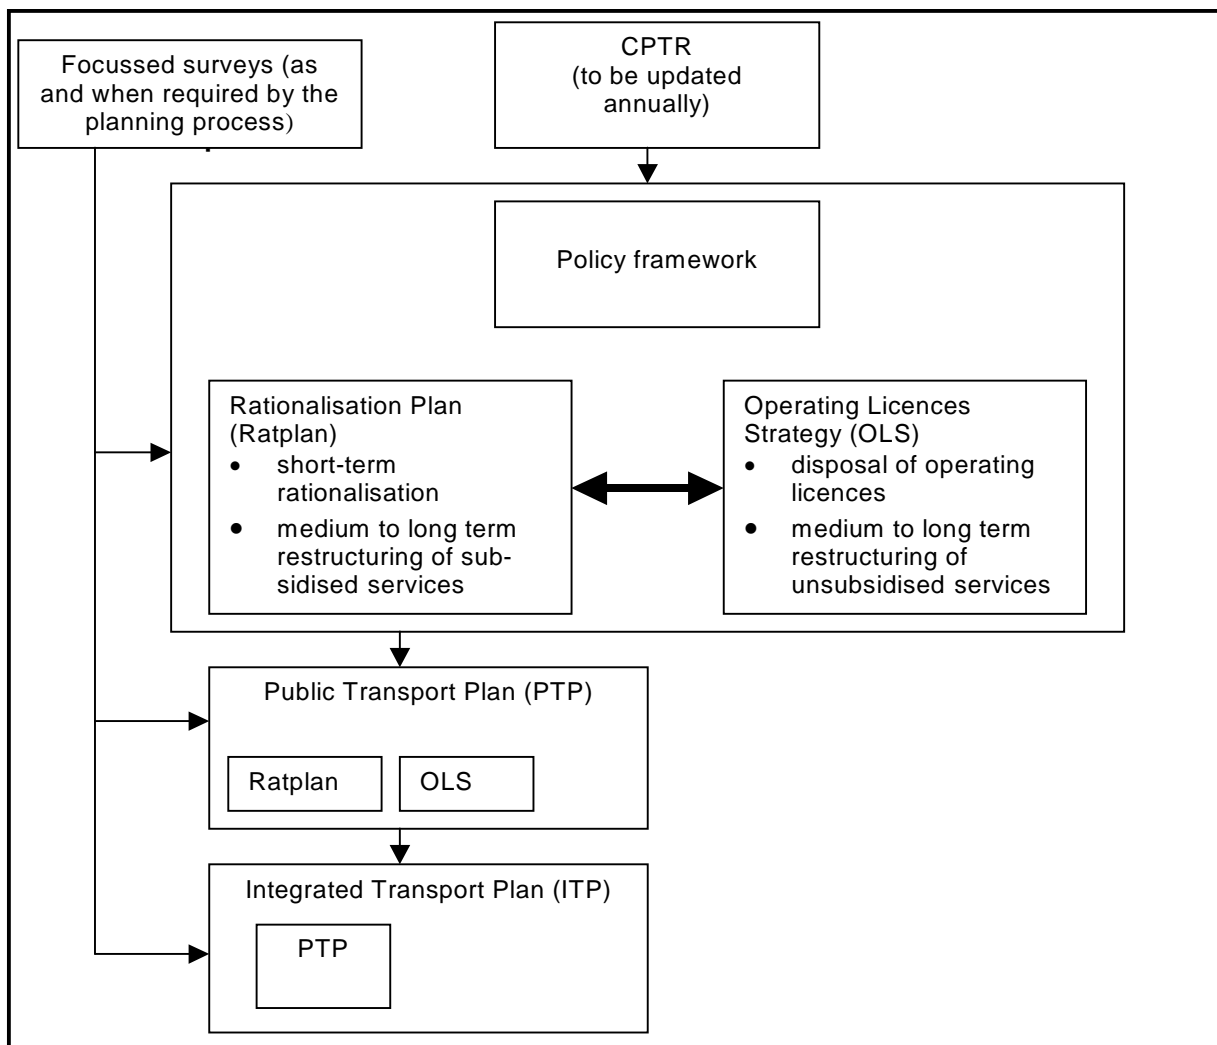 Focussed surveys (as
and when required by the
planning process)
CPTR
(to be updated
annually)
Policy framework
Rationalisation Plan
(Ratplan)
• short-term
rationalisation
• medium to long term
restructuring of sub-
sidised services
Operating Licences
Strategy (OLS)
• disposal of operating
licences
• medium to long term
restructuring of
unsubsidised services
Public Transport Plan (PTP)
Ratplan
OLS
Integrated Transport Plan (ITP)
PTP